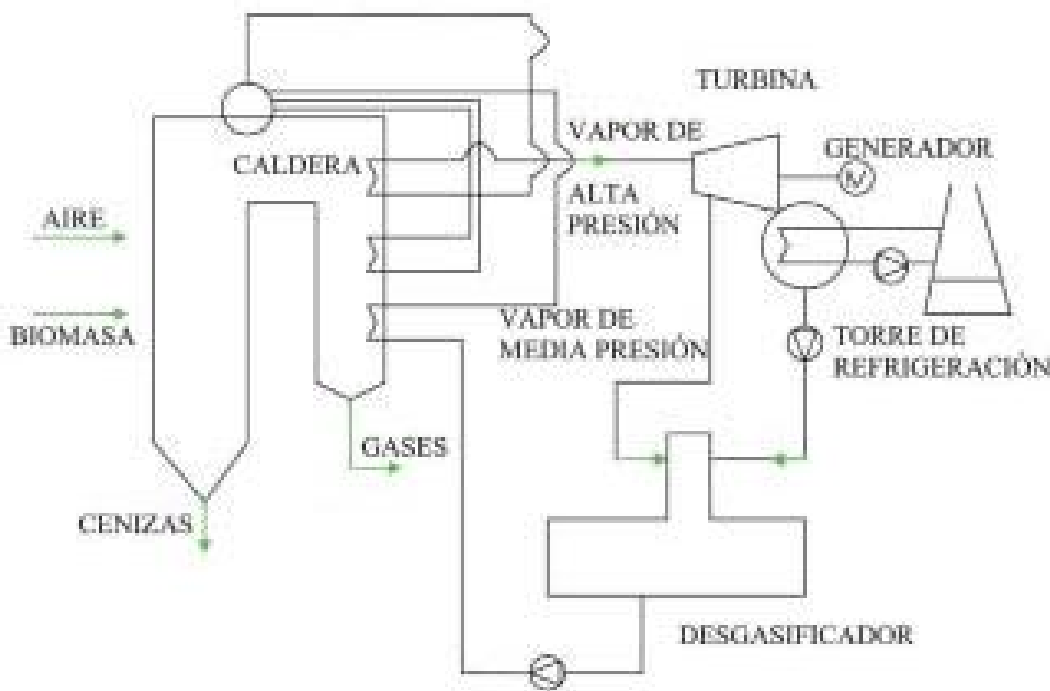 TURBINA
VAPOR DE
CALDERA
GENERADOR
ALTA
PRESIÓN
AIRE
BIOMASA
VAPOR DE
MEDIA PRESIÓN
TORRE DE
REFRIGERACIÓN
GASES
CENIZAS
DESGASIFICADOR